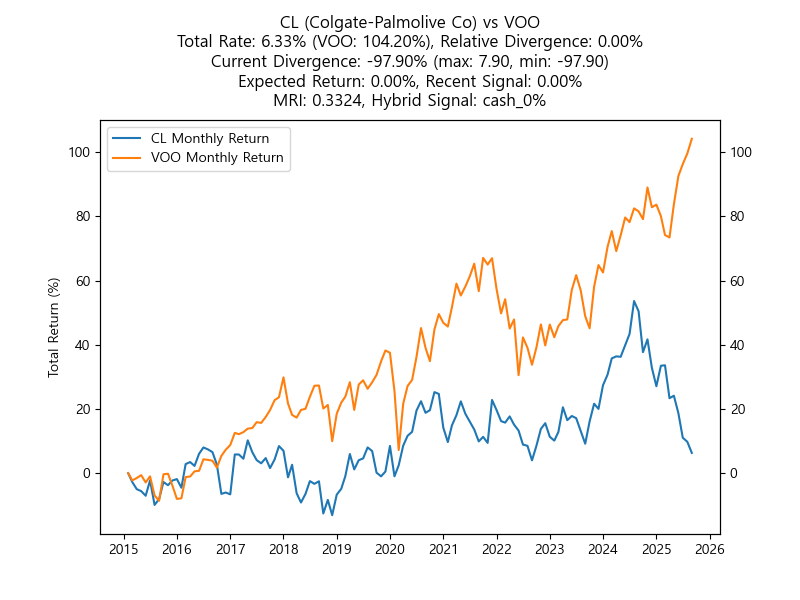 CL (Colgate-Palmolive Co) vs VOO
Total Rate: 6.33% (VOO: 104.20%), Relative Divergence: 0.00%
Current Divergence: -97.90% (max: 7.90, min: -97.90)
Expected Return: 0.00%, Recent Signal: 0.00%
MRI: 0.3324, Hybrid Signal: cash_0%
CL Monthly Return
VOO Monthly Return
Total Return (%)
100
80
60
40
20
0
100
80
60
40
20
0
2015 2016 2017 2018 2019 2020 2021 2022 2023 2024 2025 2026